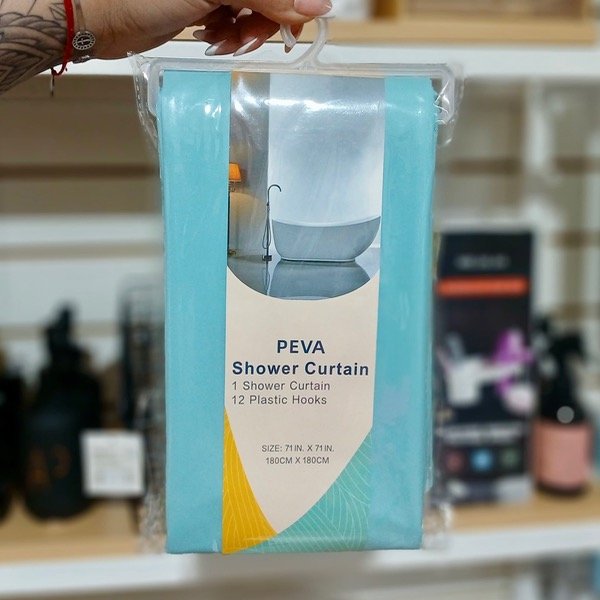 PEVA
Shower Curtain
1 Shower Curtain
12 Plastic Hooks
SIZE: 71 IN. X 71 IN.
180CM X 180CM